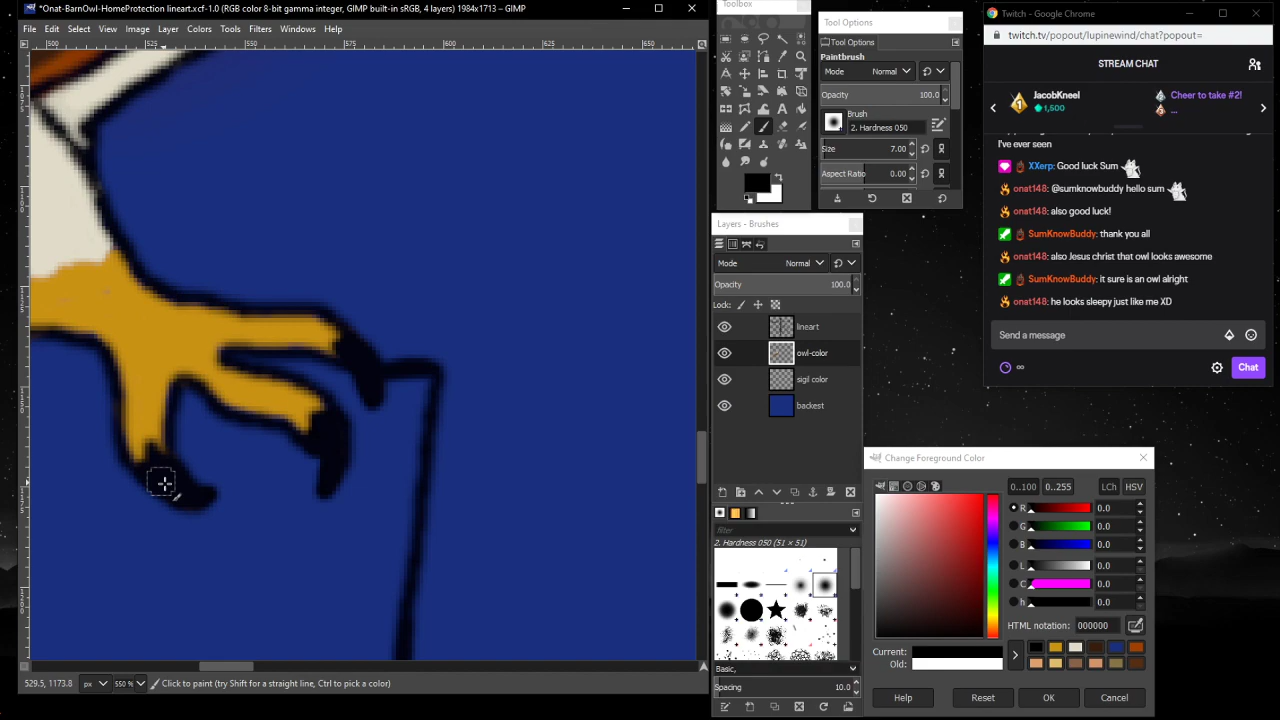 *Onat-BarnOwl-HomeProtection lineart.xcf-1.0 (RGB color 8-bit gamma integer, GIMP built-in sRGB, 4 layers) 1984x1713 – GIMP
File Edit Select View Image Layer Colors Tools Filters Windows Help
500 525 550 575 600 625 650
529.5, 1173.8 px 550 % Click to paint (try Shift for a straight line, Ctrl to pick a color)
Toolbox
Tool Options
Tool Options
Paintbrush
Mode Normal
Opacity 100.0
Brush
2. Hardness 050
Size 7.00
Aspect Ratio 0.00
Layers - Brushes
Mode Normal
Opacity 100.0
Lock:
lineart
owl-color
sigil color
backest
filter
2. Hardness 050 (51 × 51)
Basic,
Spacing 10.0
Twitch - Google Chrome
twitch.tv/popout/lupinewind/chat?popout=
STREAM CHAT
1 JacobKneel
1,500
Cheer to take #2!
...
I've ever seen
XXerp: Good luck Sum
onat148: @sumknowbuddy hello sum
onat148: also good luck!
SumKnowBuddy: thank you all
onat148: also Jesus christ that owl looks awesome
SumKnowBuddy: it sure is an owl alright
onat148: he looks sleepy just like me XD
Send a message
∞ Chat
Change Foreground Color
0..100 0..255 LCh HSV
R 0.0
G 0.0
B 0.0
L 0.0
C 0.0
h 0.0
HTML notation: 000000
Current:
Old:
Help Reset OK Cancel